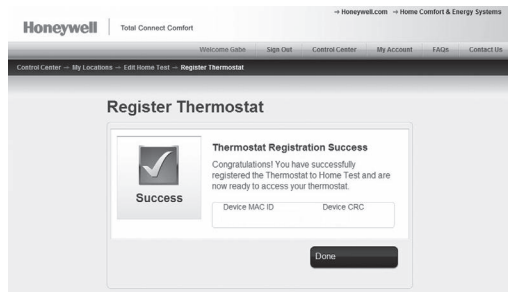 → Honeywell.com → Home Comfort & Energy Systems
Honeywell Total Connect Comfort
Welcome Gabe Sign Out Control Center My Account FAQs Contact Us
Control Center → My Locations → Edit Home Test → Register Thermostat
Register Thermostat
Thermostat Registration Success
Congratulations! You have successfully
registered the Thermostat to Home Test and are
now ready to access your thermostat.
Success
Device MAC ID Device CRC
Done